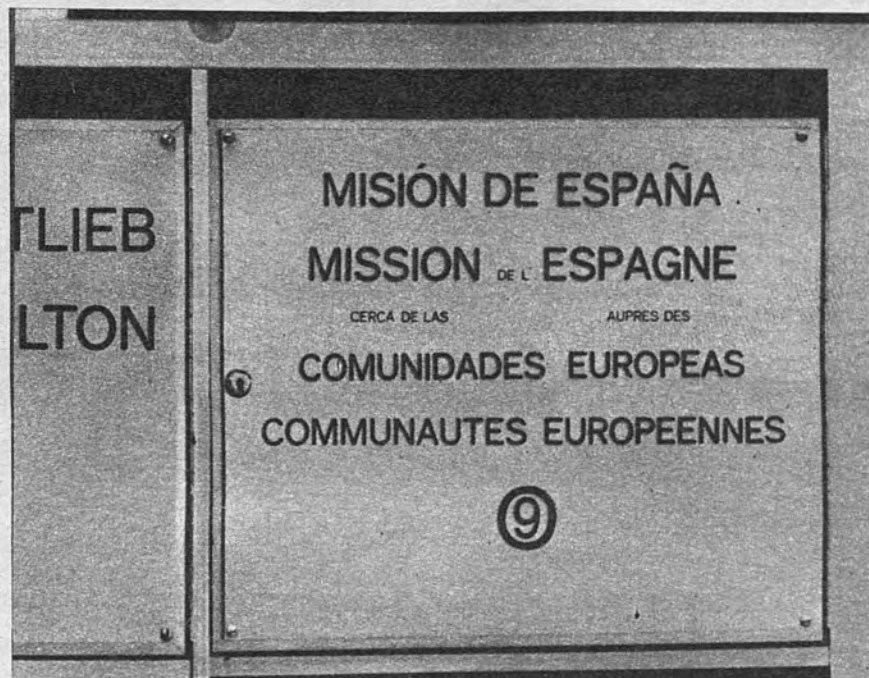 TLIEB
LTON
MISIÓN DE ESPAÑA
MISSION DE L' ESPAGNE
CERCA DE LAS AUPRES DES
COMUNIDADES EUROPEAS
COMMUNAUTES EUROPEENNES
9